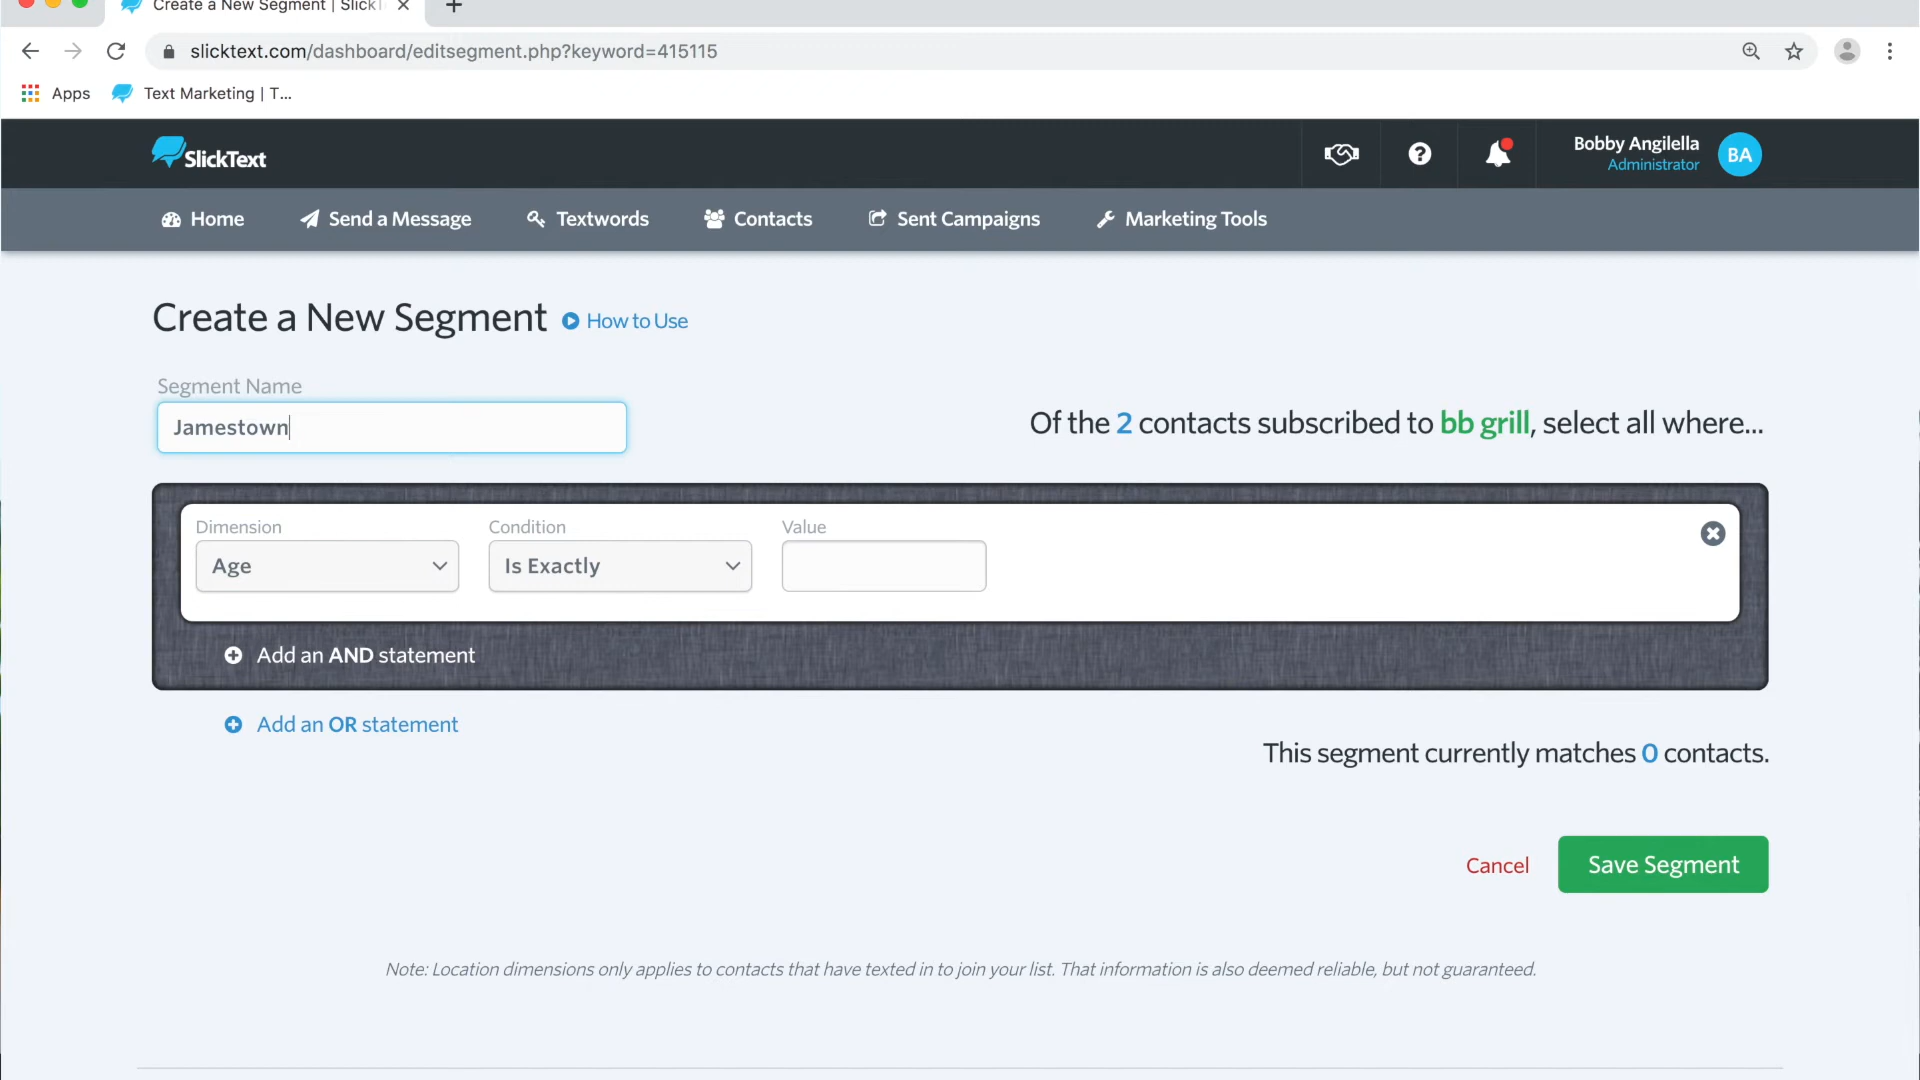 Create a New Segment | Slick
slicktext.com/dashboard/editsegment.php?keyword=415115
Apps
Text Marketing | T...
SlickText
Bobby Angilella
Administrator
BA
Home
Send a Message
Textwords
Contacts
Sent Campaigns
Marketing Tools
Create a New Segment
How to Use
Segment Name
Jamestown
Of the 2 contacts subscribed to bb grill, select all where...
Dimension
Condition
Value
Age
Is Exactly
Add an AND statement
Add an OR statement
This segment currently matches 0 contacts.
Cancel
Save Segment
Note: Location dimensions only applies to contacts that have texted in to join your list. That information is also deemed reliable, but not guaranteed.